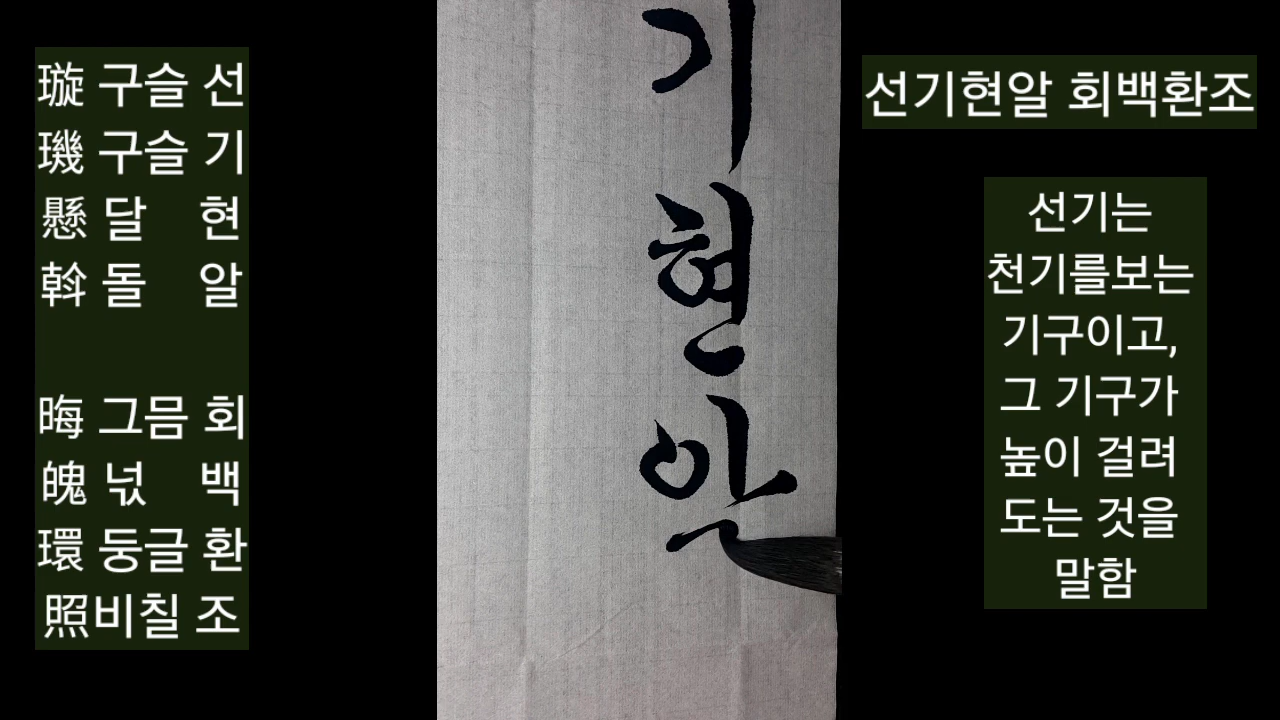 璇 구슬 선
璣 구슬 기
懸 달 현
斡 돌 알
晦 그믐 회
魄 넋 백
環 둥글 환
照비칠 조
기
현
선기현알 회백환조
선기는
천기를보는
기구이고,
그 기구가
높이 걸려
도는 것을
말함